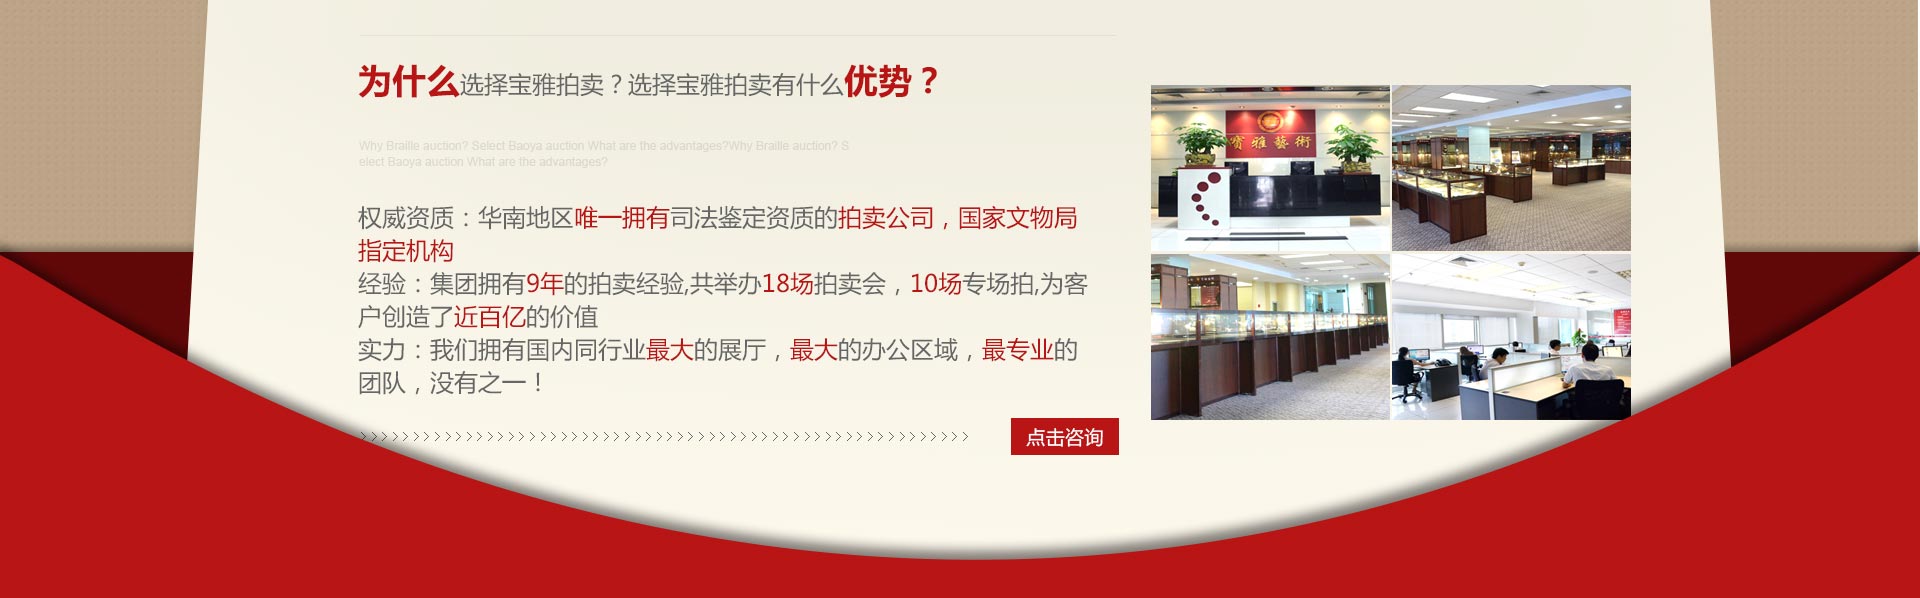 为什么选择宝雅拍卖？选择宝雅拍卖有什么优势？
Why Braille auction? Select Baoya auction What are the advantages?Why Braille auction? S
elect Baoya auction What are the advantages?
权威资质：华南地区唯一拥有司法鉴定资质的拍卖公司，国家文物局
指定机构
经验：集团拥有9年的拍卖经验,共举办18场拍卖会，10场专场拍,为客
户创造了近百亿的价值
实力：我们拥有国内同行业最大的展厅，最大的办公区域，最专业的
团队，没有之一！
点击咨询
寶雅藝術